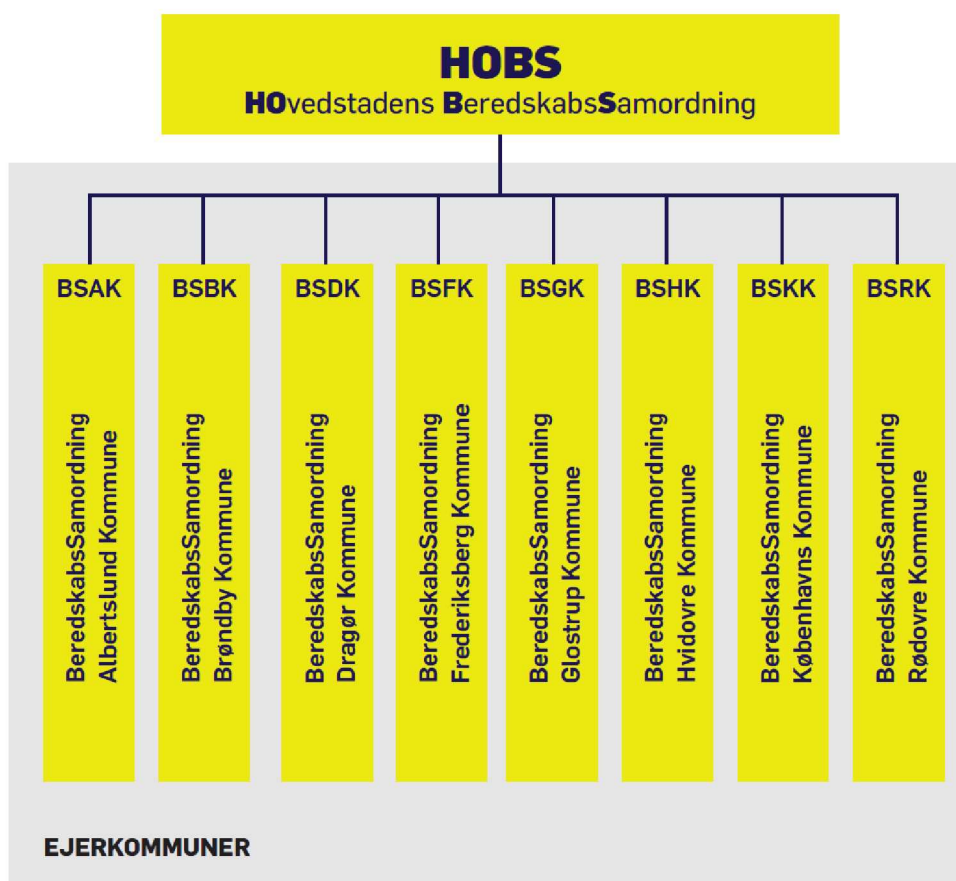 HOBS
HOvedstadens BeredskabsSamordning
BSAK
BeredskabsSamordning
Albertslund Kommune
BSBK
BeredskabsSamordning
Brøndby Kommune
BSDK
BeredskabsSamordning
Dragør Kommune
BSFK
BeredskabsSamordning
Frederiksberg Kommune
BSGK
BeredskabsSamordning
Glostrup Kommune
BSHK
BeredskabsSamordning
Hvidovre Kommune
BSKK
BeredskabsSamordning
Københavns Kommune
BSRK
BeredskabsSamordning
Rødovre Kommune
EJERKOMMUNER